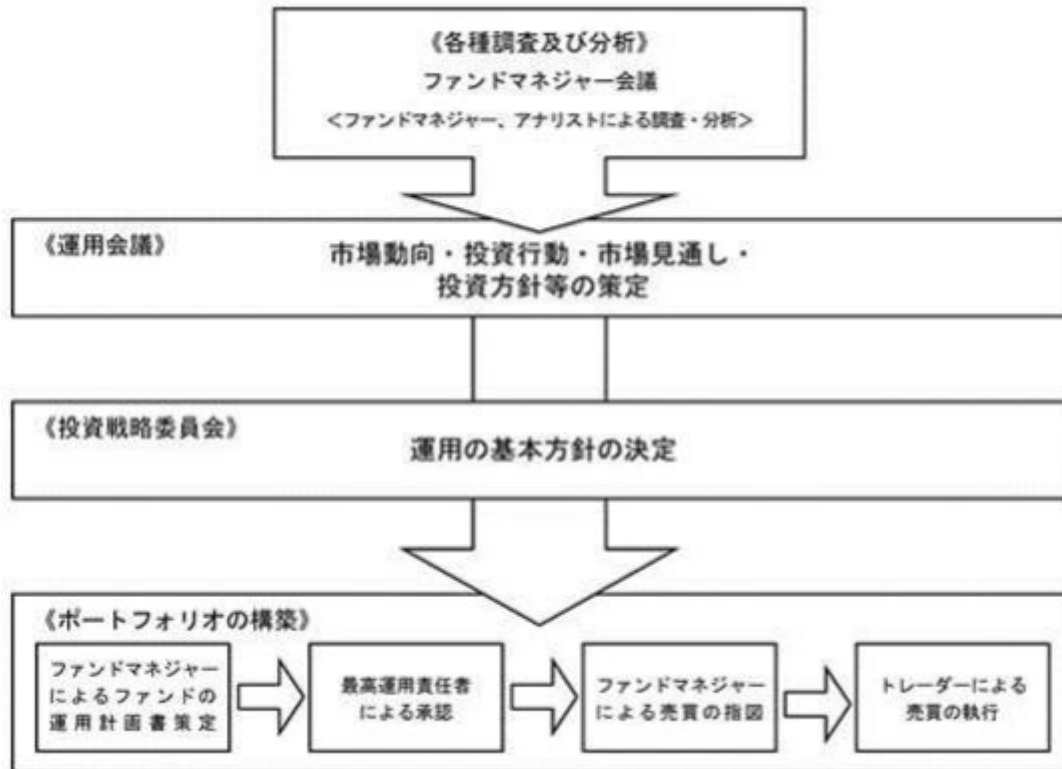 《各種調査及び分析》
ファンドマネジャー会議
＜ファンドマネジャー、アナリストによる調査・分析＞
《運用会議》
市場動向・投資行動・市場見通し・
投資方針等の策定
《投資戦略委員会》
運用の基本方針の決定
《ポートフォリオの構築》
ファンドマネジャー
によるファンドの
運用計画書策定
最高運用責任者
による承認
ファンドマネジャー
による売買の指図
トレーダーによる
売買の執行